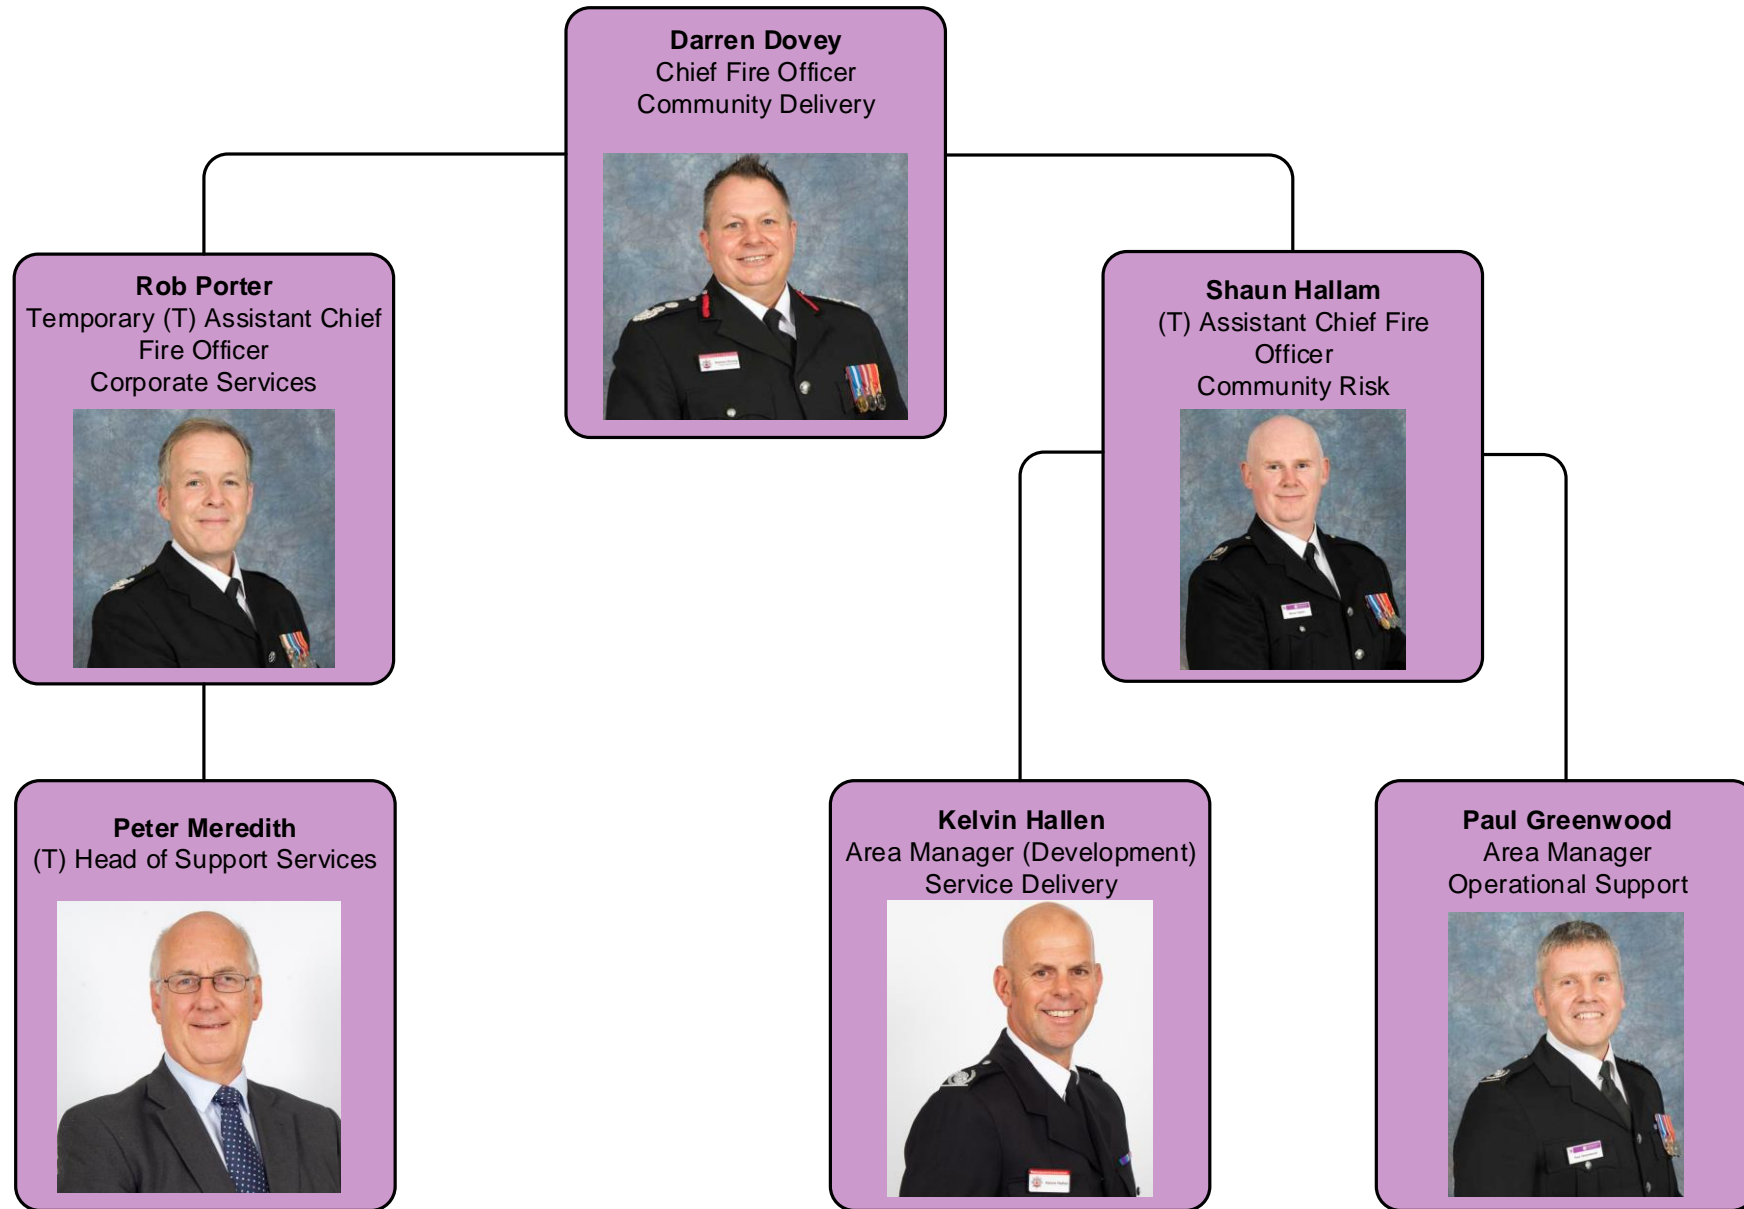 Darren Dovey
Chief Fire Officer
Community Delivery
Rob Porter
Temporary (T) Assistant Chief
Fire Officer
Corporate Services
Shaun Hallam
(T) Assistant Chief Fire
Officer
Community Risk
Peter Meredith
(T) Head of Support Services
Kelvin Hallen
Area Manager (Development)
Service Delivery
Paul Greenwood
Area Manager
Operational Support